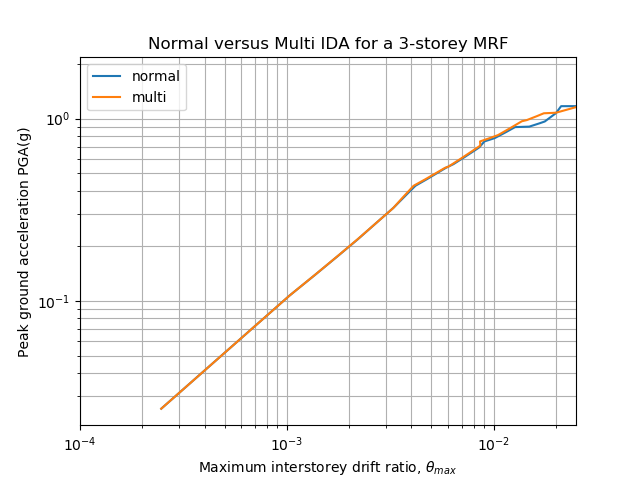 Normal versus Multi IDA for a 3-storey MRF
normal
multi
10⁰
10⁻¹
Peak ground acceleration PGA(g)
10⁻⁴
10⁻³
10⁻²
Maximum interstorey drift ratio, θₘₐₓ